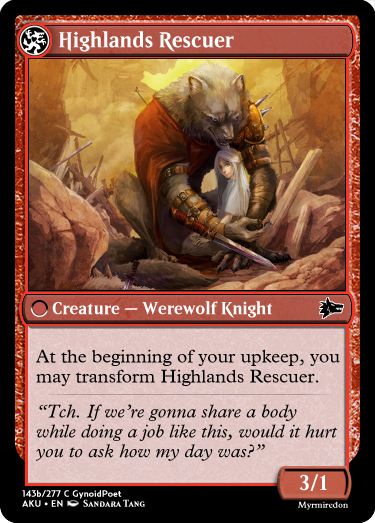 Highlands Rescuer
Creature — Werewolf Knight
At the beginning of your upkeep, you
may transform Highlands Rescuer.
“Tch. If we’re gonna share a body
while doing a job like this, would it hurt
you to ask how my day was?”
3/1
143b/277 C GynoidPoet
AKU • EN Sandara Tang
Myrmiredon